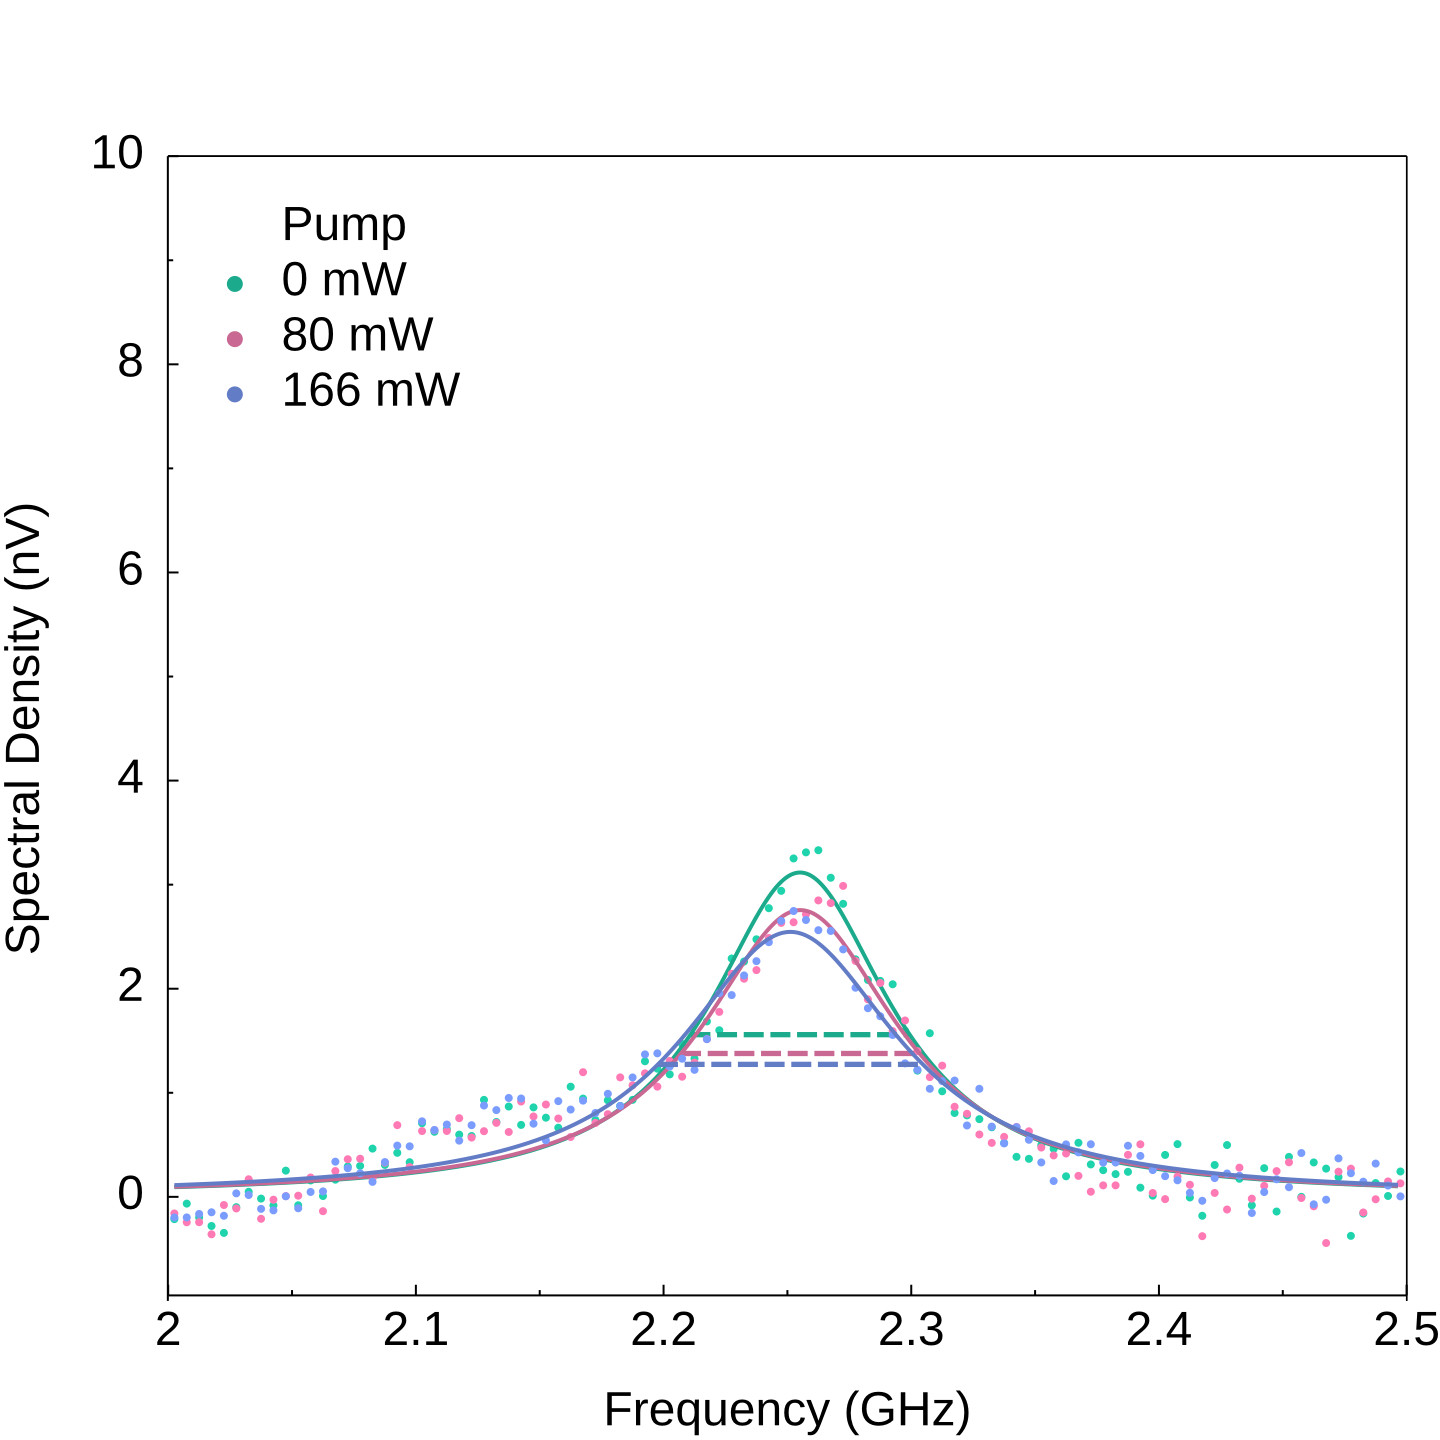 10
8
6
4
2
0
Spectral Density (nV)
Pump
0 mW
80 mW
166 mW
2 2.1 2.2 2.3 2.4 2.5
Frequency (GHz)